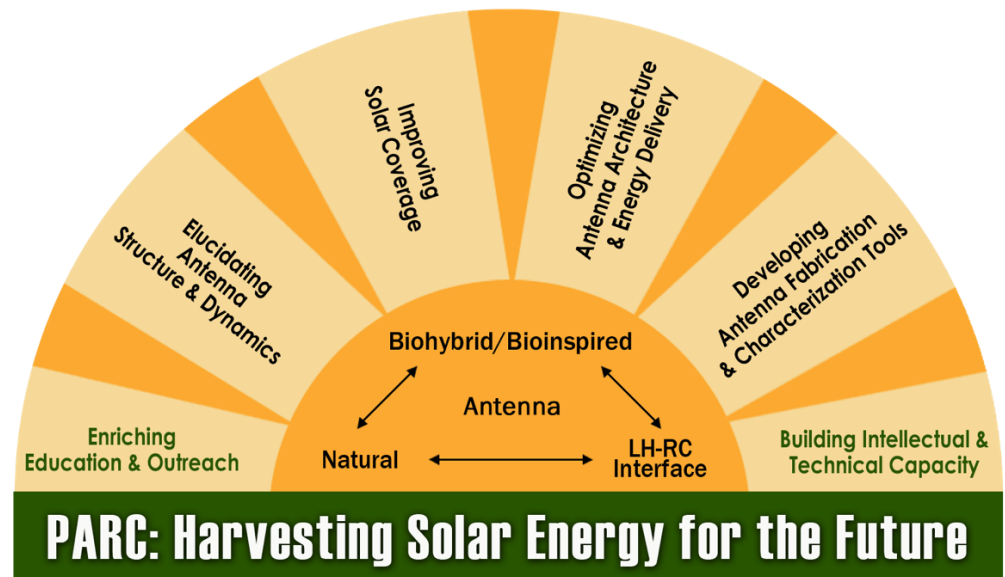 Improving
Solar Coverage
Optimizing
Antenna Architecture
& Energy Delivery
Elucidating
Antenna
Structure & Dynamics
Developing
Antenna Fabrication
& Characterization Tools
Enriching
Education & Outreach
Building Intellectual &
Technical Capacity
Biohybrid/Bioinspired
Antenna
Natural
LH-RC
Interface
PARC: Harvesting Solar Energy for the Future